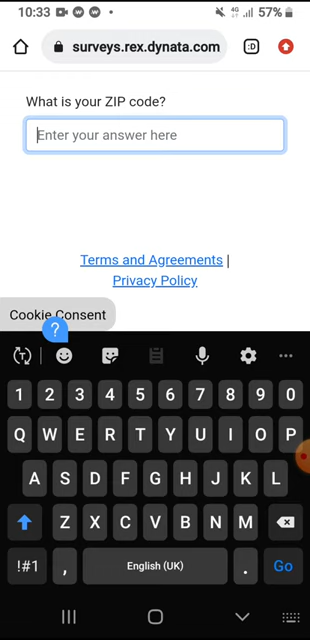 10:33 4G 57%
surveys.rex.dynata.com :D
What is your ZIP code?
Enter your answer here
Terms and Agreements |
Privacy Policy
Cookie Consent
?
T
1 2 3 4 5 6 7 8 9 0
Q W E R T Y U I O P
A S D F G H J K L
Z X C V B N M
!#1 , English (UK) . Go